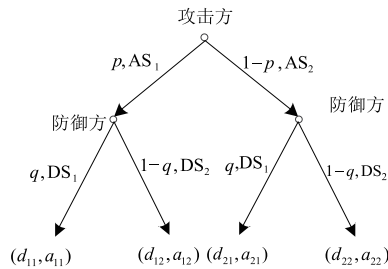 攻击方
p,AS₁
1−p,AS₂
防御方
防御方
q,DS₁
1−q,DS₂
q,DS₁
1−q,DS₂
(d₁₁,a₁₁)
(d₁₂,a₁₂)
(d₂₁,a₂₁)
(d₂₂,a₂₂)